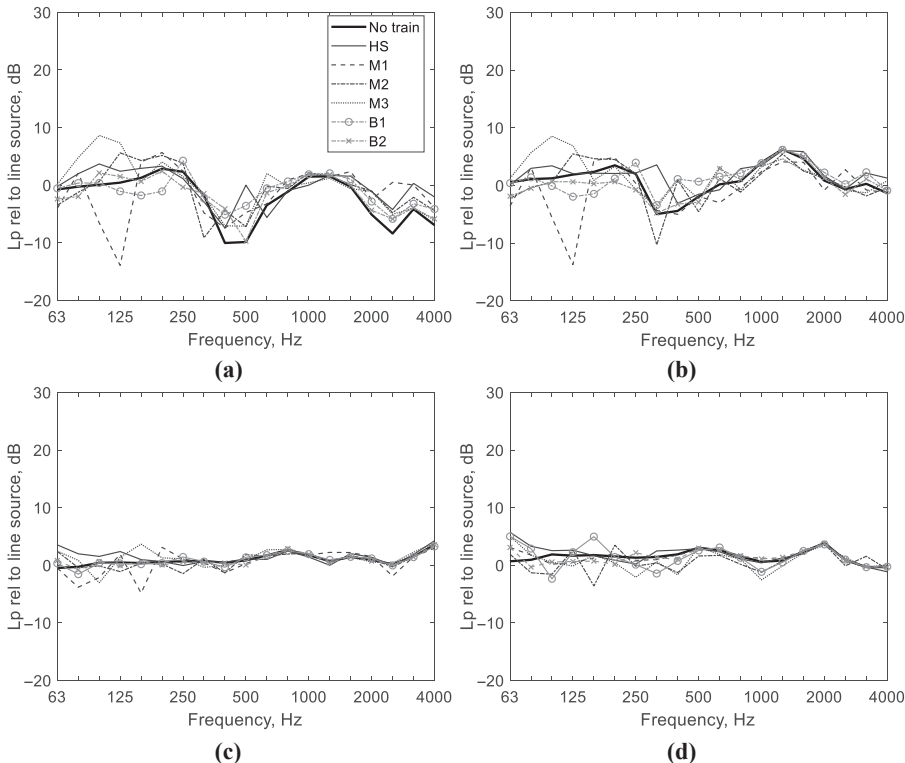 30
20
10
0
−10
−20
Lp rel to line source, dB
No train
HS
M1
M2
M3
B1
B2
63 125 250 500 1000 2000 4000
Frequency, Hz
(a)
30
20
10
0
−10
−20
Lp rel to line source, dB
63 125 250 500 1000 2000 4000
Frequency, Hz
(b)
30
20
10
0
−10
−20
Lp rel to line source, dB
63 125 250 500 1000 2000 4000
Frequency, Hz
(c)
30
20
10
0
−10
−20
Lp rel to line source, dB
63 125 250 500 1000 2000 4000
Frequency, Hz
(d)